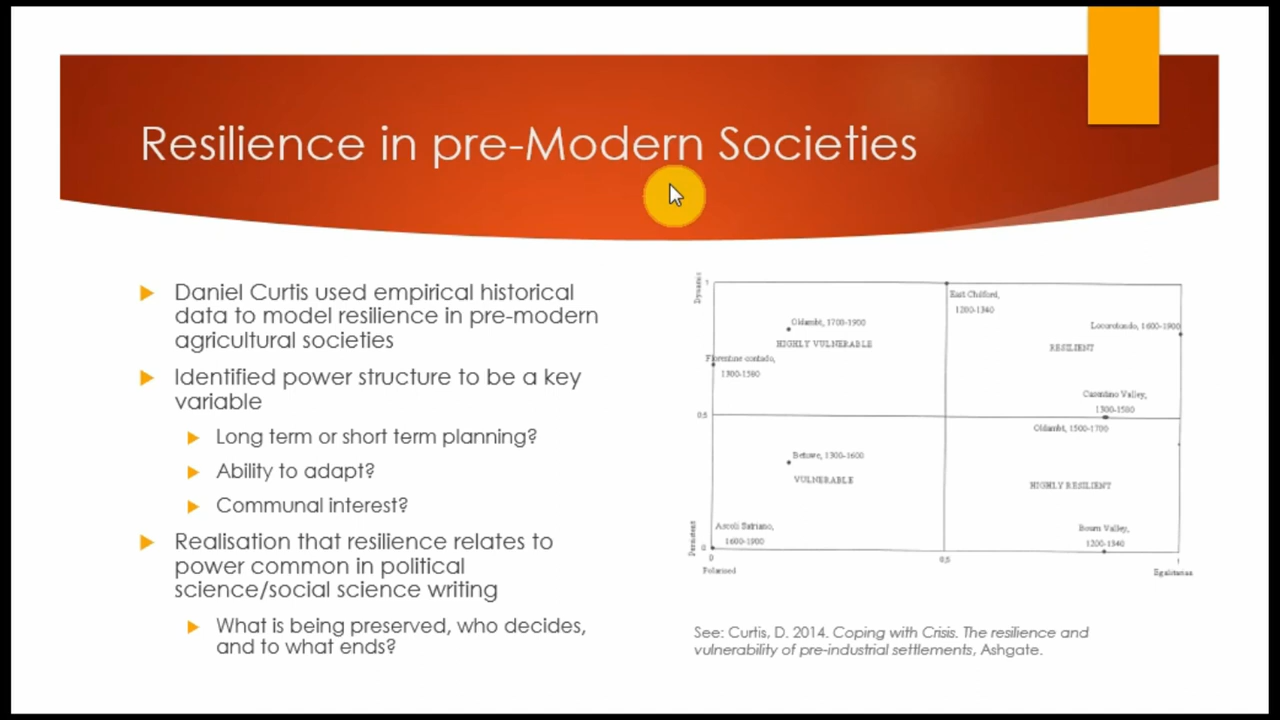 Resilience in pre-Modern Societies
Daniel Curtis used empirical historical
data to model resilience in pre-modern
agricultural societies
Identified power structure to be a key
variable
Long term or short term planning?
Ability to adapt?
Communal interest?
Realisation that resilience relates to
power common in political
science/social science writing
What is being preserved, who decides,
and to what ends?
Dynamic
1
East Chilford,
1200-1340
Oldambt, 1700-1900
HIGHLY VULNERABLE
Locorotondo, 1600-1900
RESILIENT
Florentine contado,
1300-1580
Casentino Valley,
1300-1580
0,5
Oldambt, 1500-1700
Betuwe, 1300-1600
VULNERABLE
HIGHLY RESILIENT
Ascoli Satriano,
1600-1900
Bourn Valley,
1200-1340
Persistent
0
0
0,5
1
Polarised
Egalitarian
See: Curtis, D. 2014. Coping with Crisis. The resilience and
vulnerability of pre-industrial settlements, Ashgate.